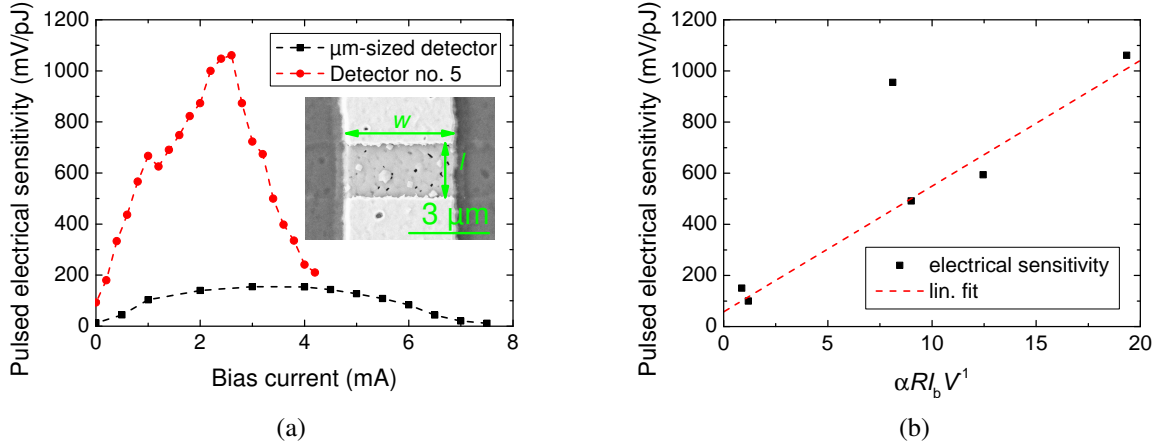 Pulsed electrical sensitivity (mV/pJ)
1200
1000
800
600
400
200
0
0 2 4 6 8
Bias current (mA)
μm-sized detector
Detector no. 5
w
l
3 μm
(a)
Pulsed electrical sensitivity (mV/pJ)
1200
1000
800
600
400
200
0
0 5 10 15 20
αRI_b V⁻¹
electrical sensitivity
lin. fit
(b)